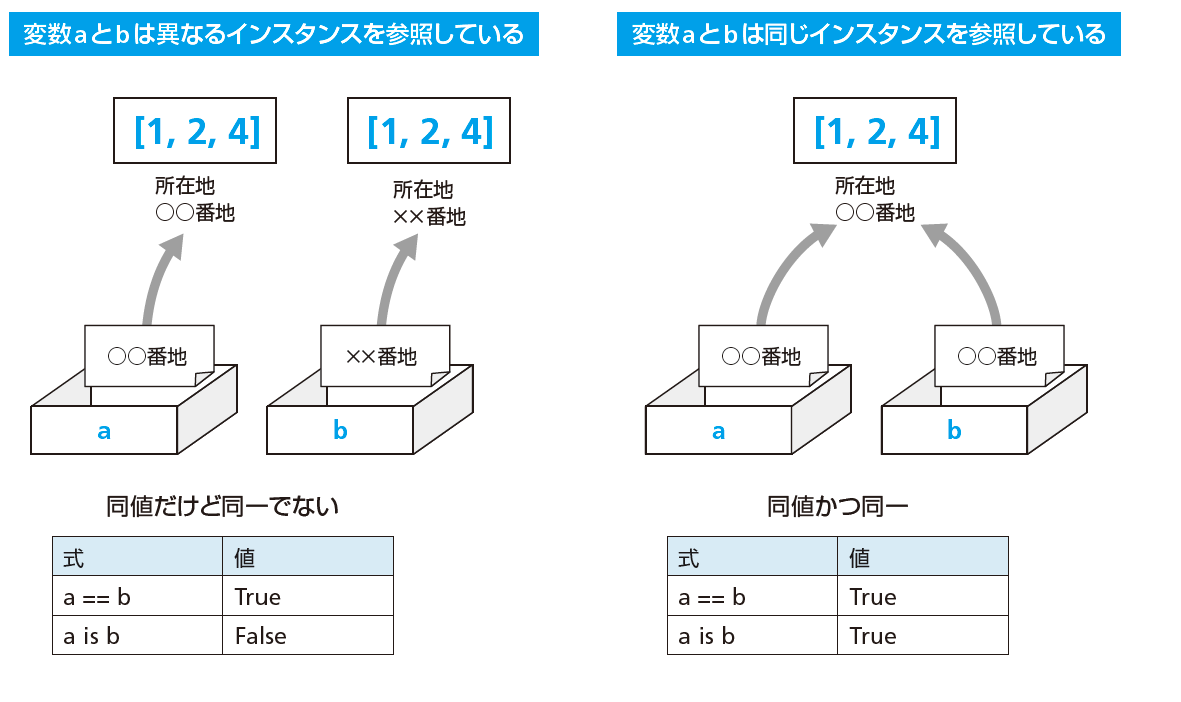 変数aとbは異なるインスタンスを参照している
[1, 2, 4]
[1, 2, 4]
所在地
○○番地
所在地
××番地
○○番地
××番地
a
b
同値だけど同一でない
式 値
a == b True
a is b False
変数aとbは同じインスタンスを参照している
[1, 2, 4]
所在地
○○番地
○○番地
○○番地
a
b
同値かつ同一
式 値
a == b True
a is b True